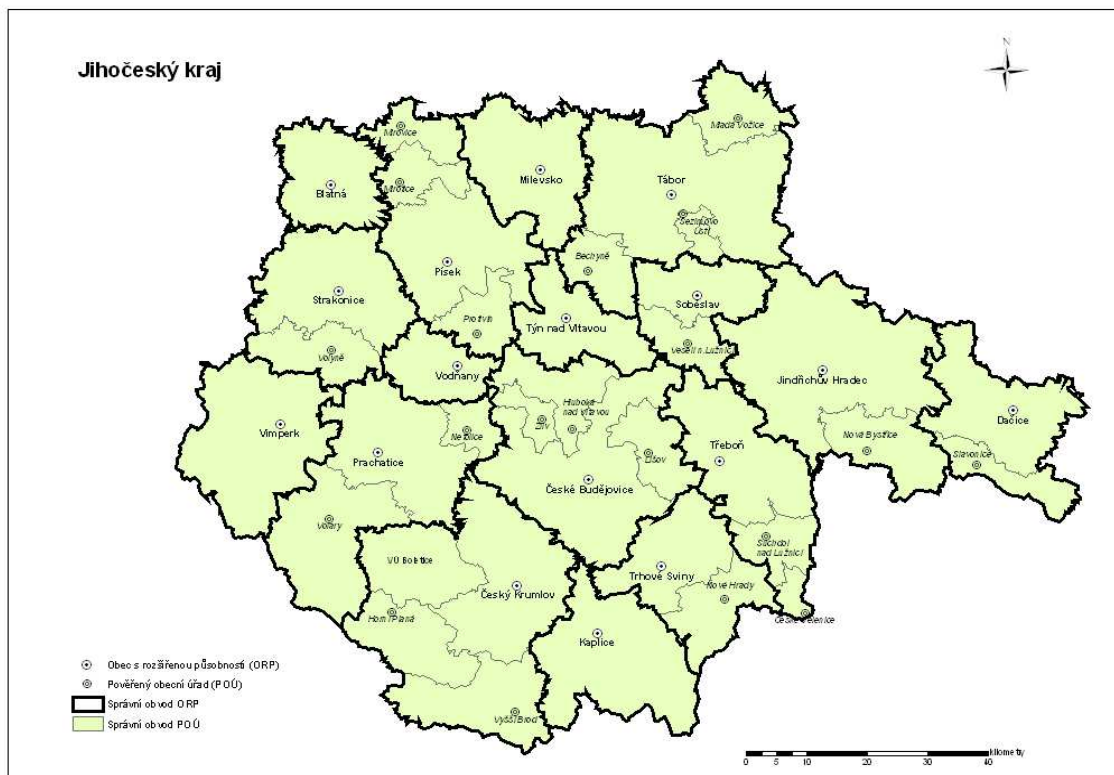 Jihočeský kraj
N
Mladá Vožice
Mirovice
Milevsko
Tábor
Mirotice
Blatná
Sezimovo
Ústí
Bechyně
Písek
Strakonice
Soběslav
Protivín
Týn nad Vltavou
Veselí n.Lužnicí
Volyně
Vodňany
Jindřichův Hradec
Hluboká
nad Vltavou
Zliv
Dačice
Vimperk
Netolice
Třeboň
Nová Bystřice
Lišov
Prachatice
Slavonice
České Budějovice
Volary
Suchdol
nad Lužnicí
VÚ Boletice
Trhové Sviny
Nové Hrady
Český Krumlov
Horní Planá
České Velenice
Kaplice
Vyšší Brod
Obec s rozšířenou působností (ORP)
Pověřený obecní úřad (POÚ)
Správní obvod ORP
Správní obvod POÚ
kilometry
0 5 10 20 30 40